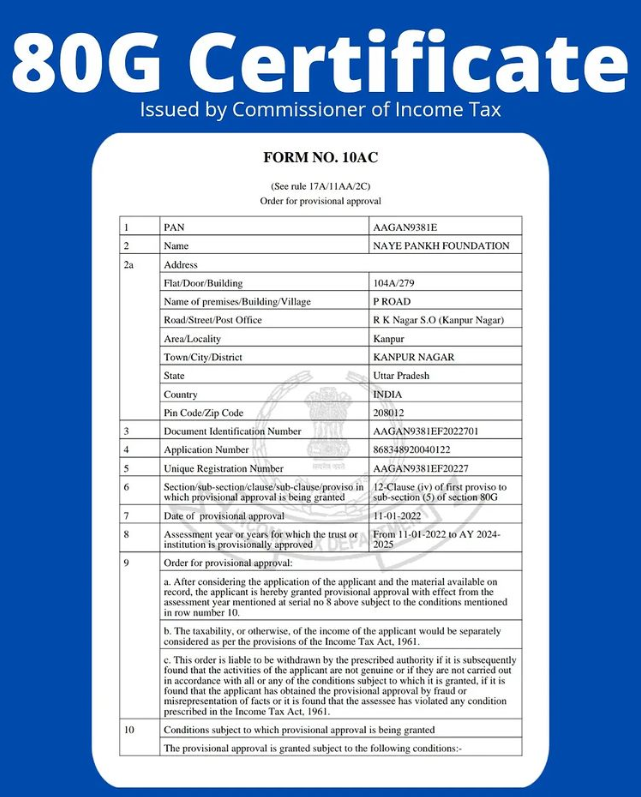 80G Certificate
Issued by Commissioner of Income Tax
FORM NO. 10AC
(See rule 17A/11AA/2C)
Order for provisional approval
1 PAN AAGAN9381E
2 Name NAYE PANKH FOUNDATION
2a Address
Flat/Door/Building 104A/279
Name of premises/Building/Village P ROAD
Road/Street/Post Office R K Nagar S.O (Kanpur Nagar)
Area/Locality Kanpur
Town/City/District KANPUR NAGAR
State Uttar Pradesh
Country INDIA
Pin Code/Zip Code 208012
3 Document Identification Number AAGAN9381EF2022701
4 Application Number 868348920040122
5 Unique Registration Number AAGAN9381EF20227
6 Section/sub-section/clause/sub-clause/proviso in 12-Clause (iv) of first proviso to
which provisional approval is being granted sub-section (5) of section 80G
7 Date of provisional approval 11-01-2022
8 Assessment year or years for which the trust or From 11-01-2022 to AY 2024-
institution is provisionally approved 2025
9 Order for provisional approval:
a. After considering the application of the applicant and the material available on
record, the applicant is hereby granted provisional approval with effect from the
assessment year mentioned at serial no 8 above subject to the conditions mentioned
in row number 10.
b. The taxability, or otherwise, of the income of the applicant would be separately
considered as per the provisions of the Income Tax Act, 1961.
c. This order is liable to be withdrawn by the prescribed authority if it is subsequently
found that the activities of the applicant are not genuine or if they are not carried out
in accordance with all or any of the conditions subject to which it is granted, if it is
found that the applicant has obtained the provisional approval by fraud or
misrepresentation of facts or it is found that the assessee has violated any condition
prescribed in the Income Tax Act, 1961.
10 Conditions subject to which provisional approval is being granted
The provisional approval is granted subject to the following conditions:-
INCOME TAX DEPARTMENT